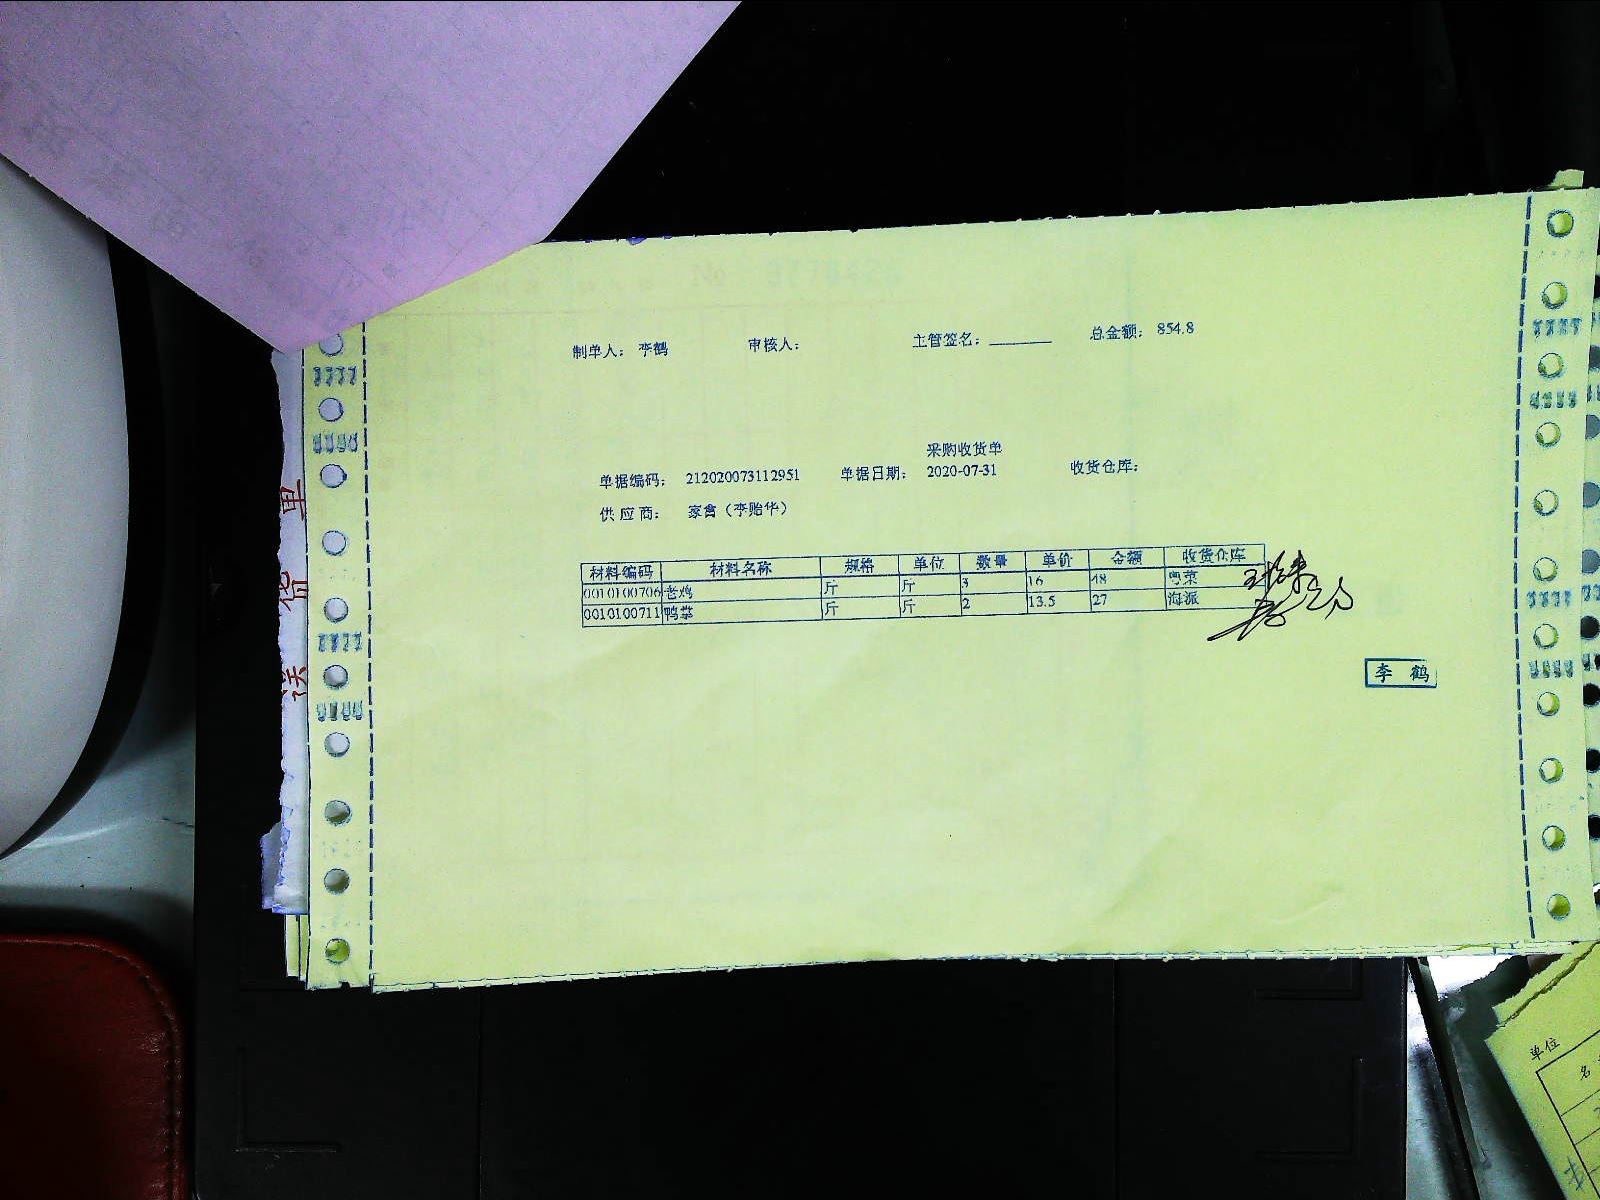 制单人: 李鹤 审核人: 主管签名: 总金额: 854.8
采购收货单
单据编码: 212020073112951 单据日期: 2020-07-31 收货仓库:
供应商: 家禽（李贻华）
材料编码 材料名称 规格 单位 数量 单价 金额 收货仓库
0010100706 老鸡 斤 斤 3 16 48 粤菜
0010100711 鸭掌 斤 斤 2 13.5 27 海派
李 鹤
单 货 送
单位
名